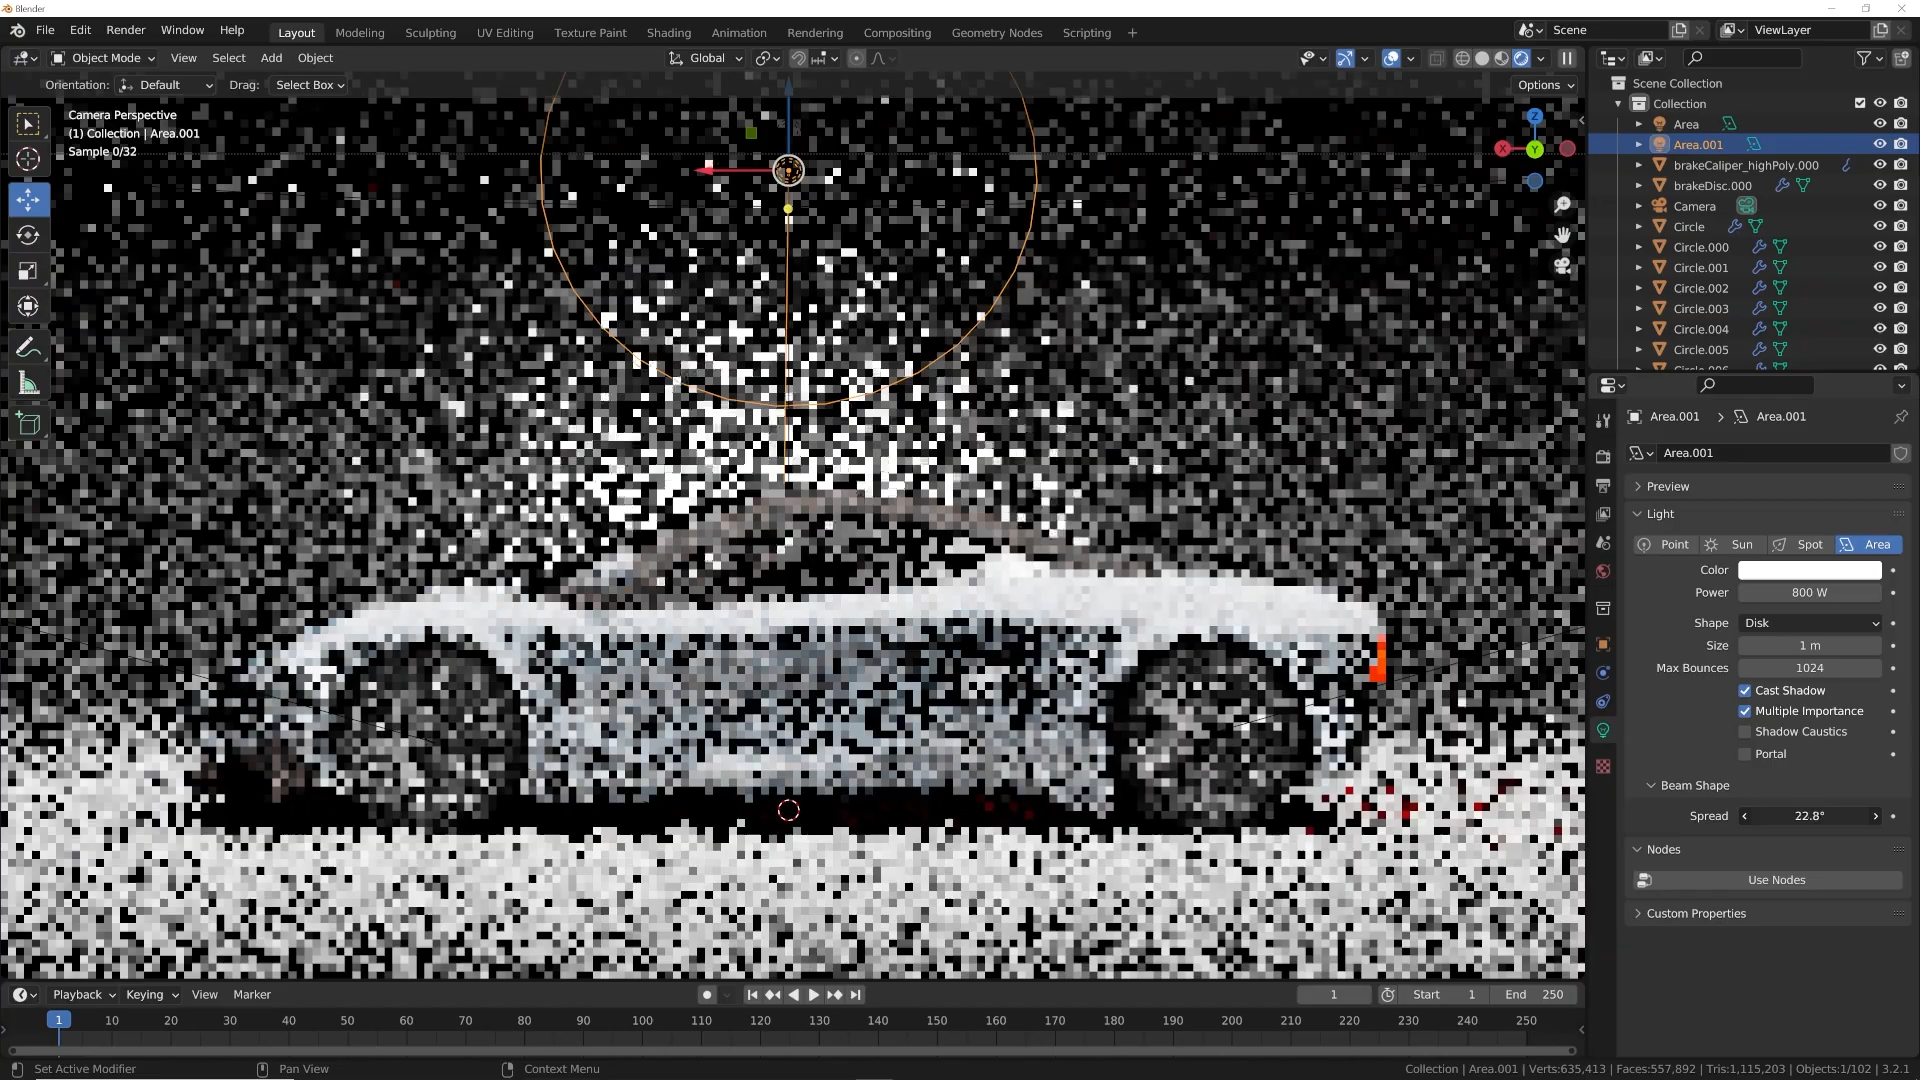 Blender
File Edit Render Window Help Layout Modeling Sculpting UV Editing Texture Paint Shading Animation Rendering Compositing Geometry Nodes Scripting + Scene ViewLayer
Object Mode View Select Add Object Global
Orientation: Default Drag: Select Box Options
Camera Perspective
(1) Collection | Area.001
Sample 0/32
Z
X
Y
Scene Collection
Collection
Area
Area.001
brakeCaliper_highPoly.000
brakeDisc.000
Camera
Circle
Circle.000
Circle.001
Circle.002
Circle.003
Circle.004
Circle.005
Area.001 > Area.001
Area.001
Preview
Light
Point Sun Spot Area
Color
Power 800 W
Shape Disk
Size 1 m
Max Bounces 1024
Cast Shadow
Multiple Importance
Shadow Caustics
Portal
Beam Shape
Spread 22.8°
Nodes
Use Nodes
Custom Properties
Playback Keying View Marker 1 Start 1 End 250
1 10 20 30 40 50 60 70 80 90 100 110 120 130 140 150 160 170 180 190 200 210 220 230 240 250
Set Active Modifier Pan View Context Menu Collection | Area.001 | Verts:635,413 | Faces:557,892 | Tris:1,115,203 | Objects:1/102 | 3.2.1